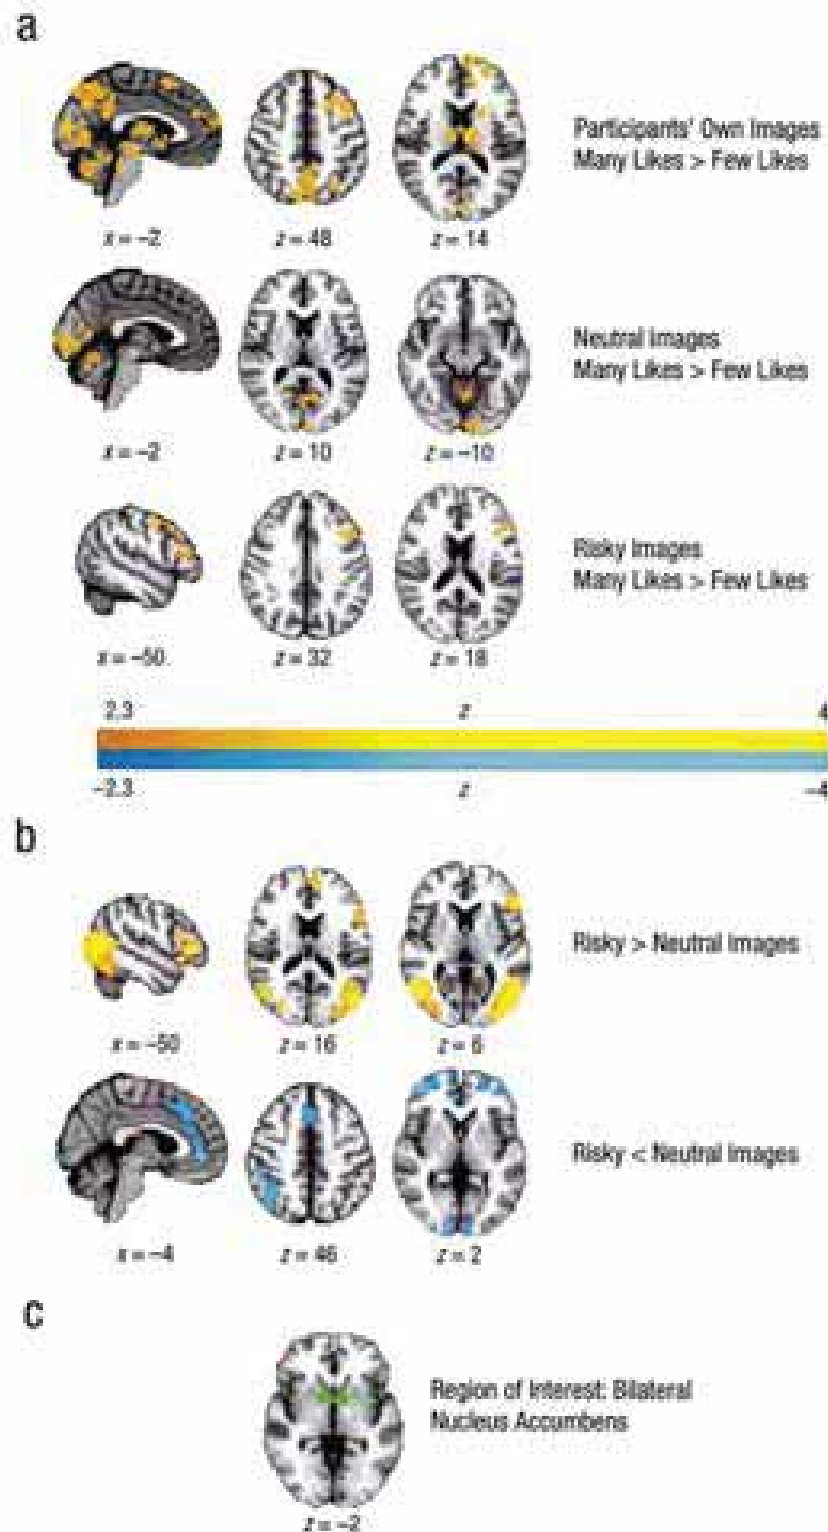 a
Participants' Own Images
Many Likes > Few Likes
x = –2
z = 48
z = 14
Neutral Images
Many Likes > Few Likes
x = –2
z = 10
z = –10
Risky Images
Many Likes > Few Likes
x = –50
z = 32
z = 18
2.3
z
4
–2.3
z
–4
b
Risky > Neutral Images
x = –50
z = 16
z = 6
Risky < Neutral Images
x = –4
z = 46
z = 2
c
Region of Interest: Bilateral
Nucleus Accumbens
z = –2